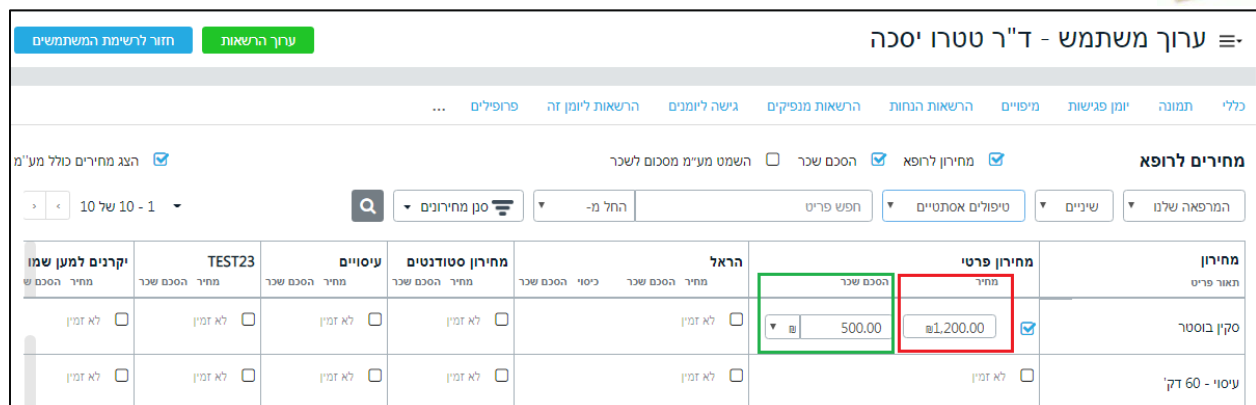 ערוך משתמש - ד"ר טטרו יסכה
ערוך הרשאות
חזור לרשימת המשתמשים
כללי תמונה יומן פגישות מיפויים הרשאות הנחות הרשאות מנפיקים גישה ליומנים הרשאות ליומן זה פרופילים ...
מחירים לרופא מחירון לרופא הסכם שכר השמט מע״מ מסכום לשכר הצג מחירים כולל מע"מ
המרפאה שלנו שיניים טיפולים אסתטיים חפש פריט החל מ- סנן מחירונים 1 - 10 של 10
מחירון מחירון פרטי הראל מחירון סטודנטים עיסויים TEST23 יקרנים למען שמו
תאור פריט מחיר הסכם שכר מחיר הסכם שכר כיסוי הסכם שכר מחיר הסכם שכר מחיר הסכם שכר מחיר הסכם שכר מחיר הסכם ש
סקין בוסטר ₪1,200.00 500.00 ₪ לא זמין לא זמין לא זמין לא זמין לא זמין
עיסוי - 60 דק' לא זמין לא זמין לא זמין לא זמין לא זמין לא זמין